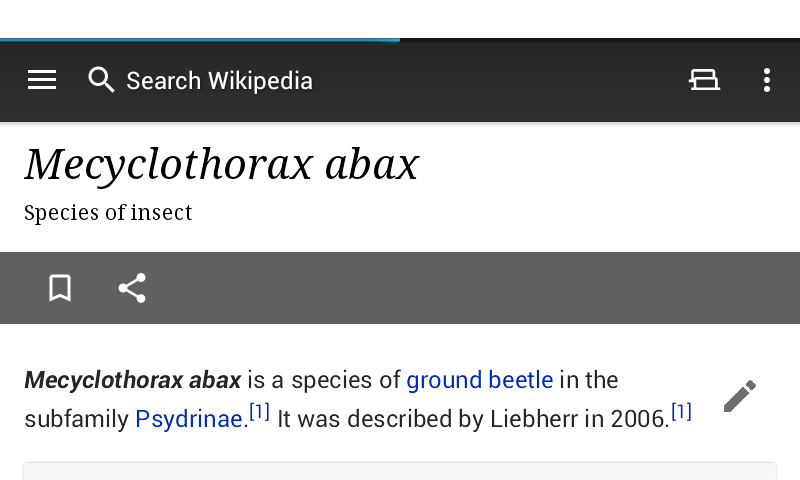 Search Wikipedia
Mecyclothorax abax
Species of insect
Mecyclothorax abax is a species of ground beetle in the
subfamily Psydrinae.[1] It was described by Liebherr in 2006.[1]